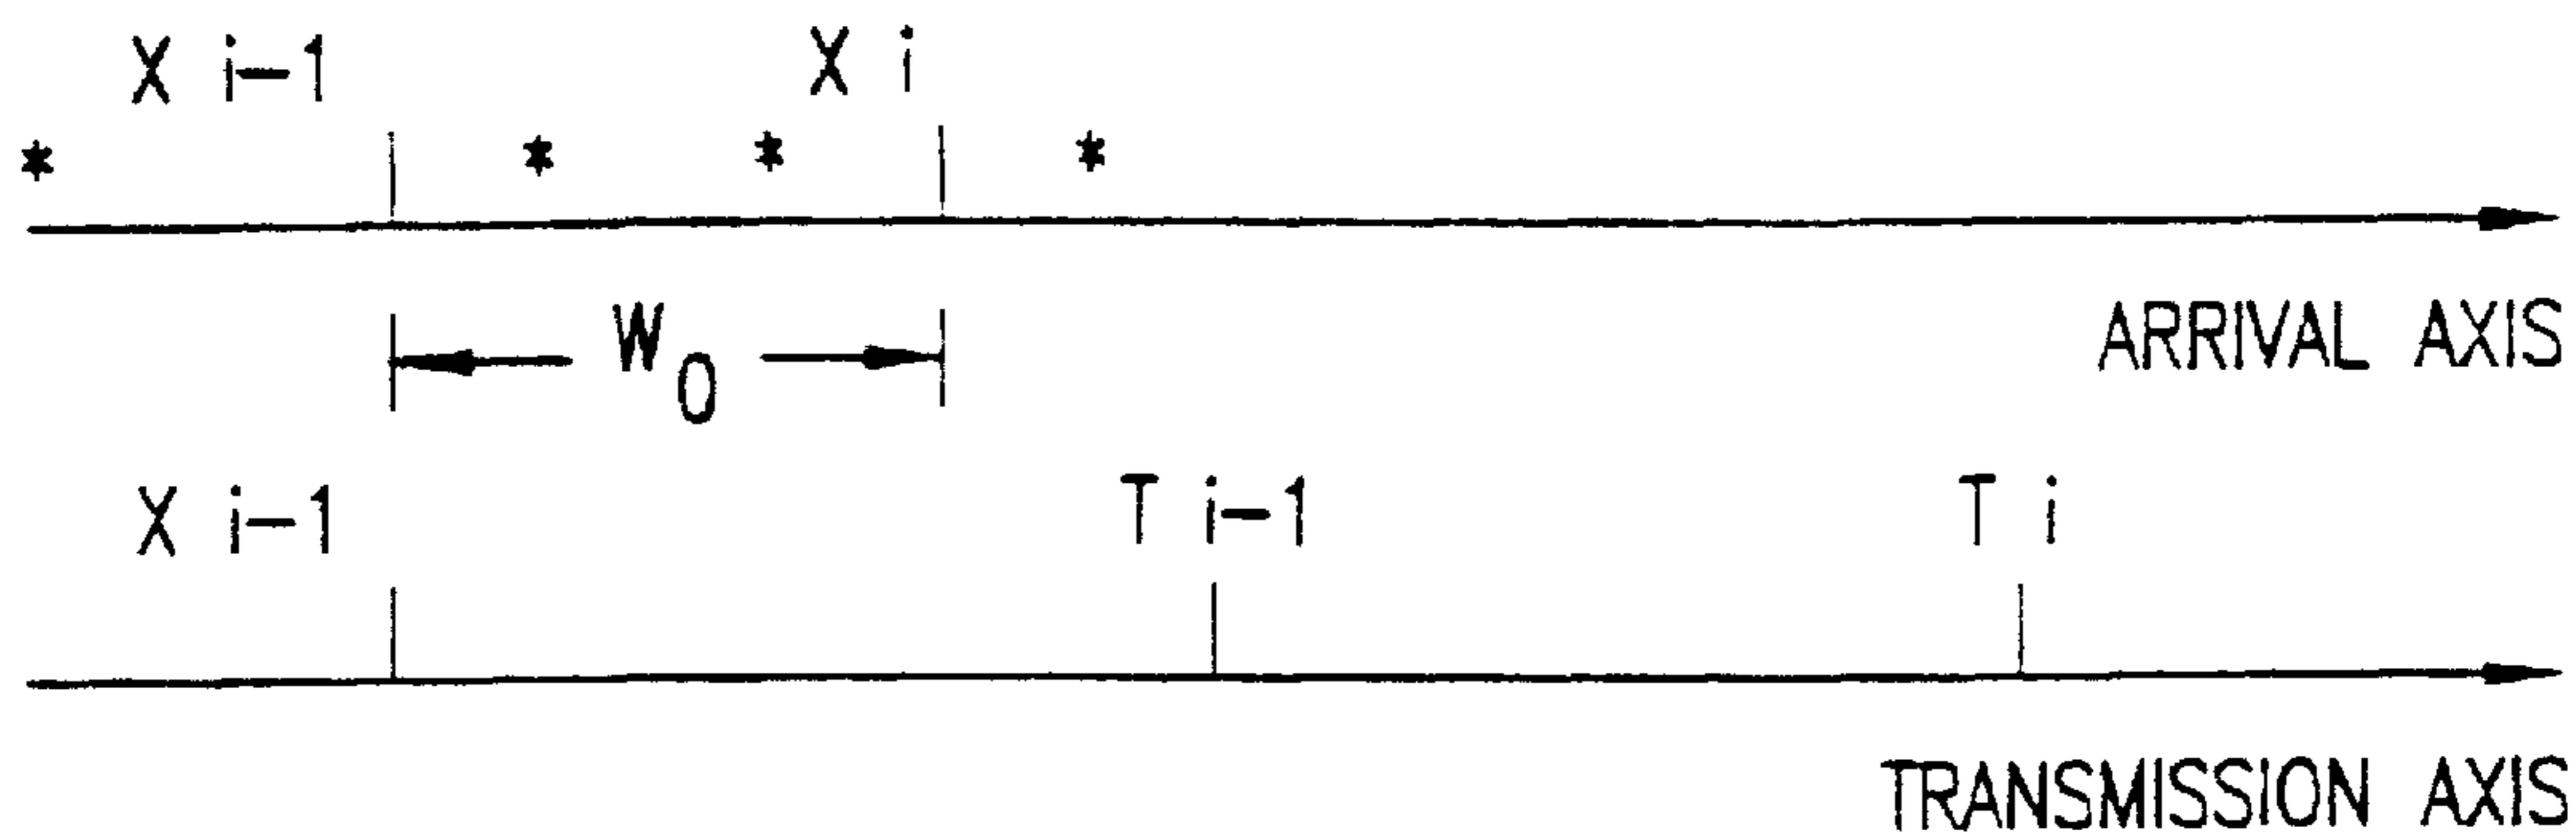 X i-1 X i
* * * *
W0
ARRIVAL AXIS
X i-1 T i-1 T i
TRANSMISSION AXIS